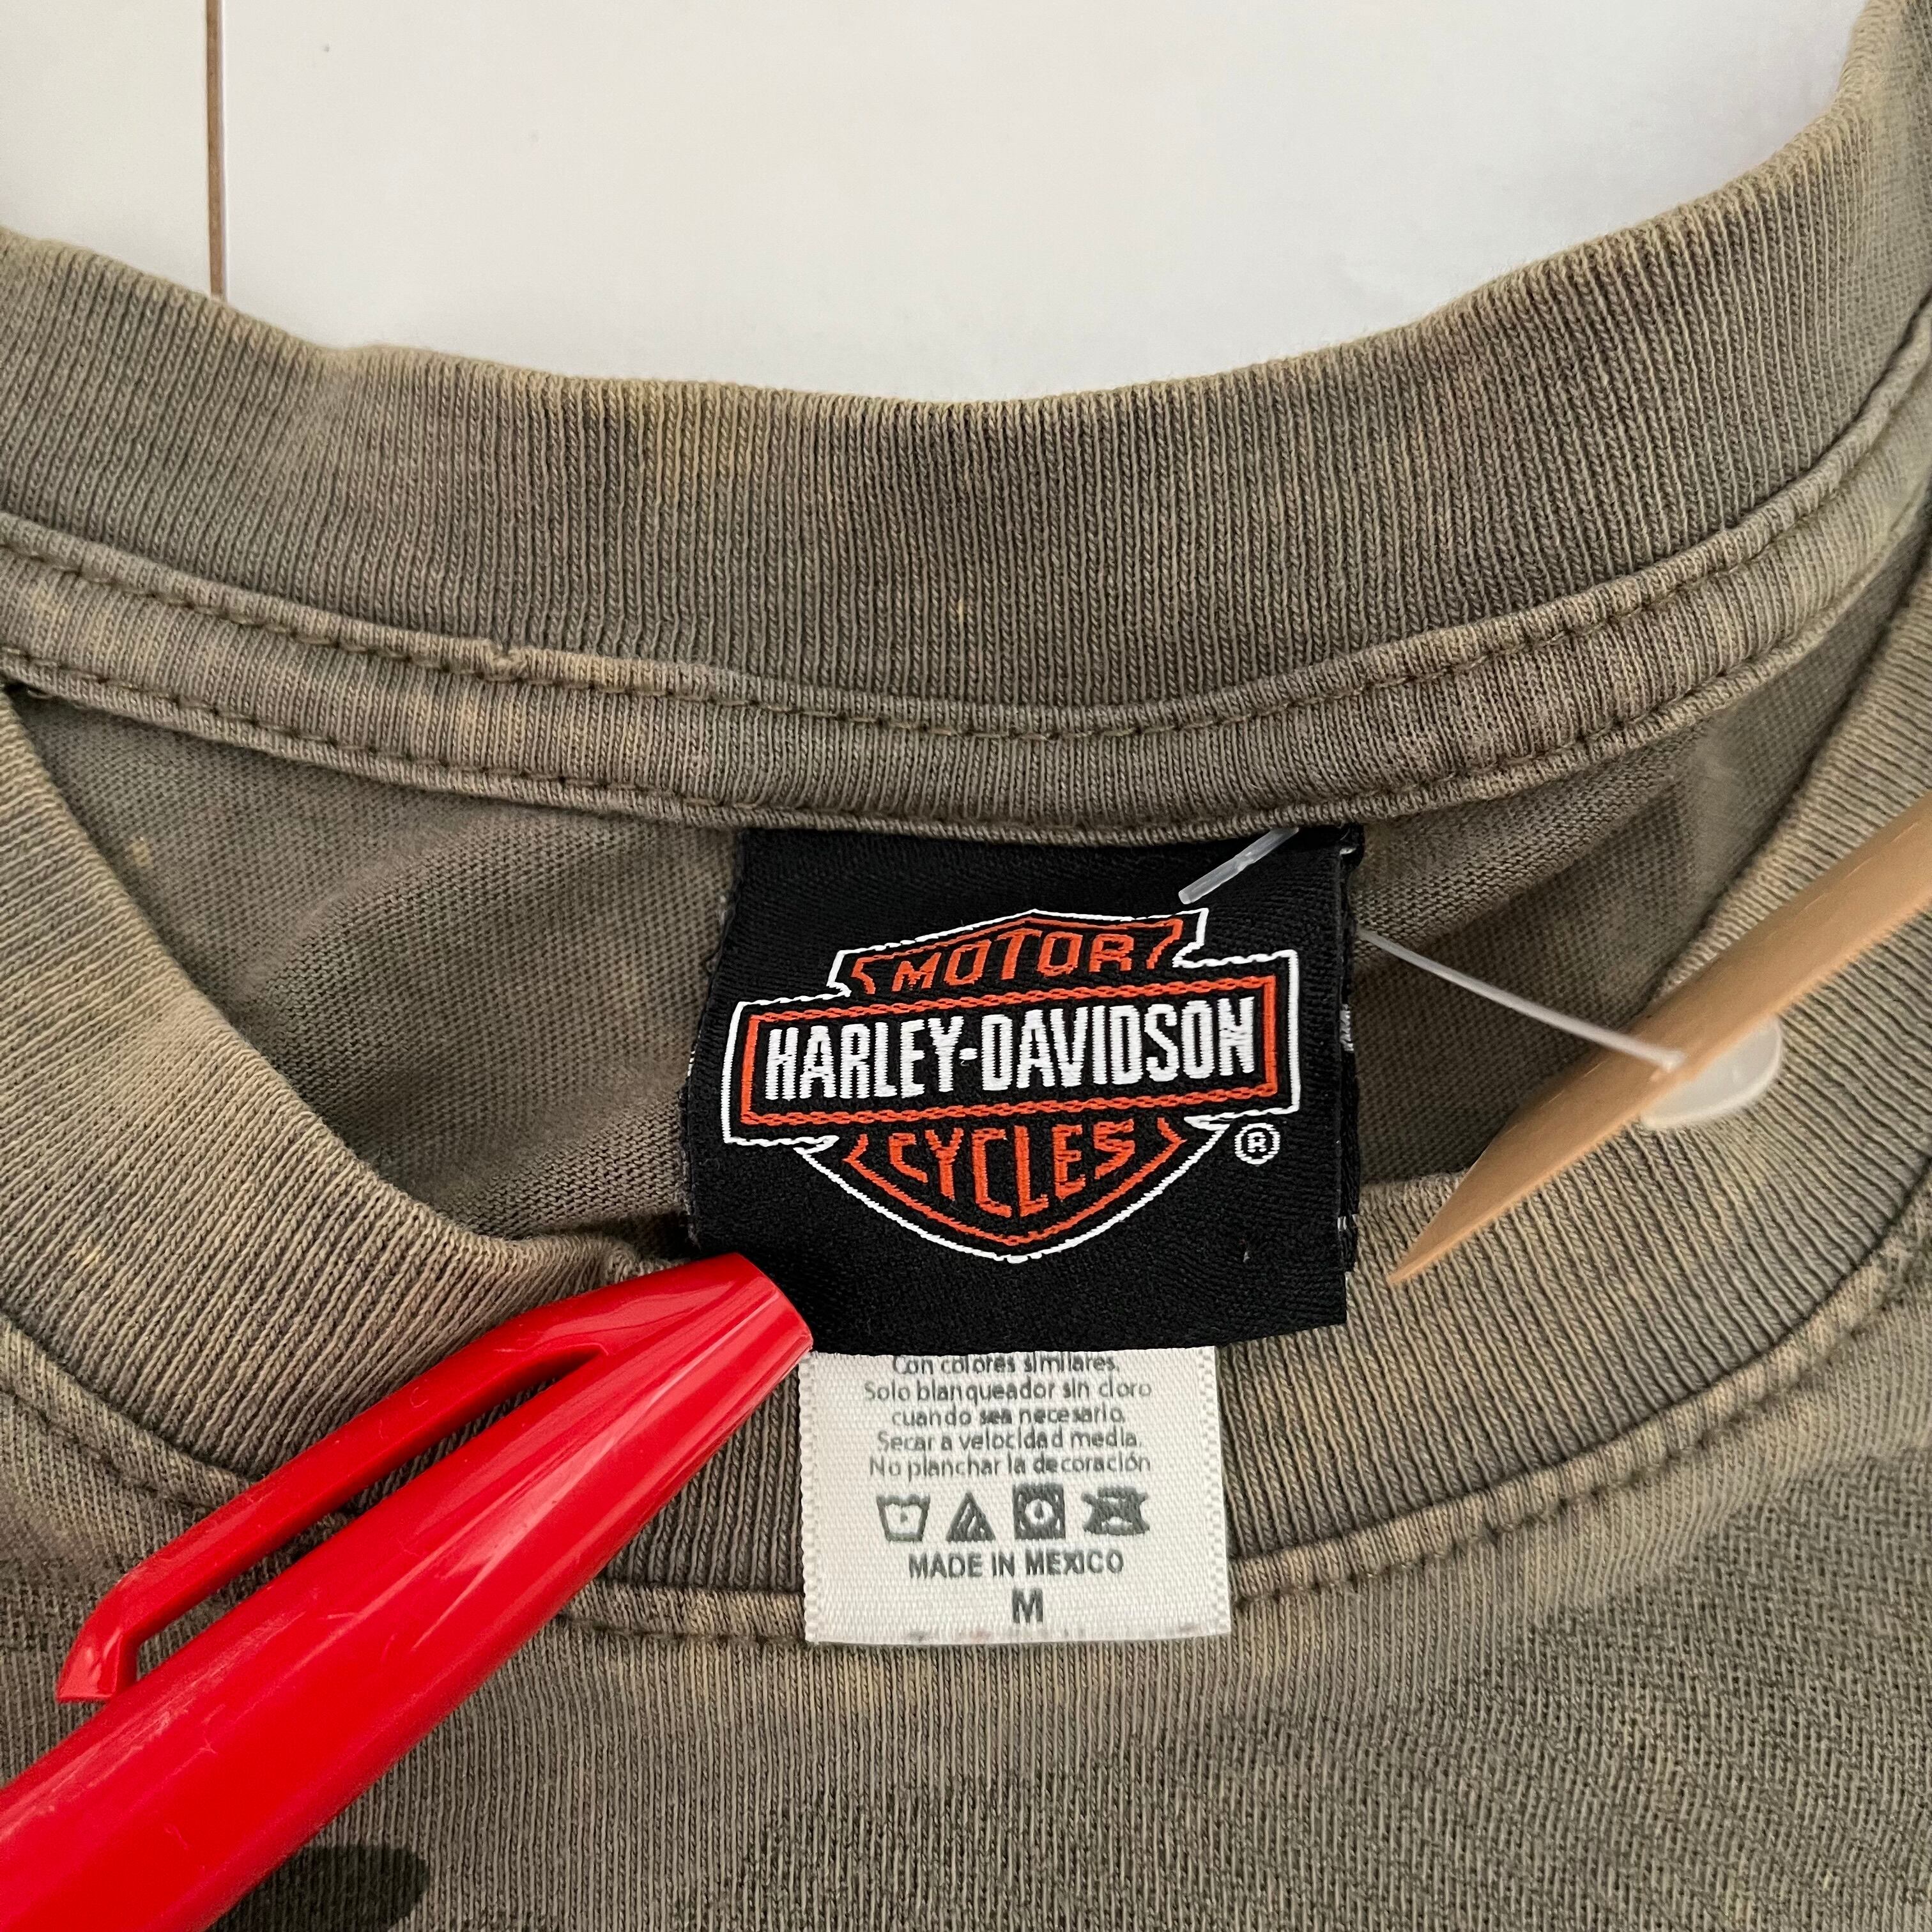 MOTOR
HARLEY-DAVIDSON
CYCLES
®
Con colores similares.
Solo blanqueador sin cloro
cuando sea necesario.
Secar a velocidad media.
No planchar la decoración
MADE IN MEXICO
M